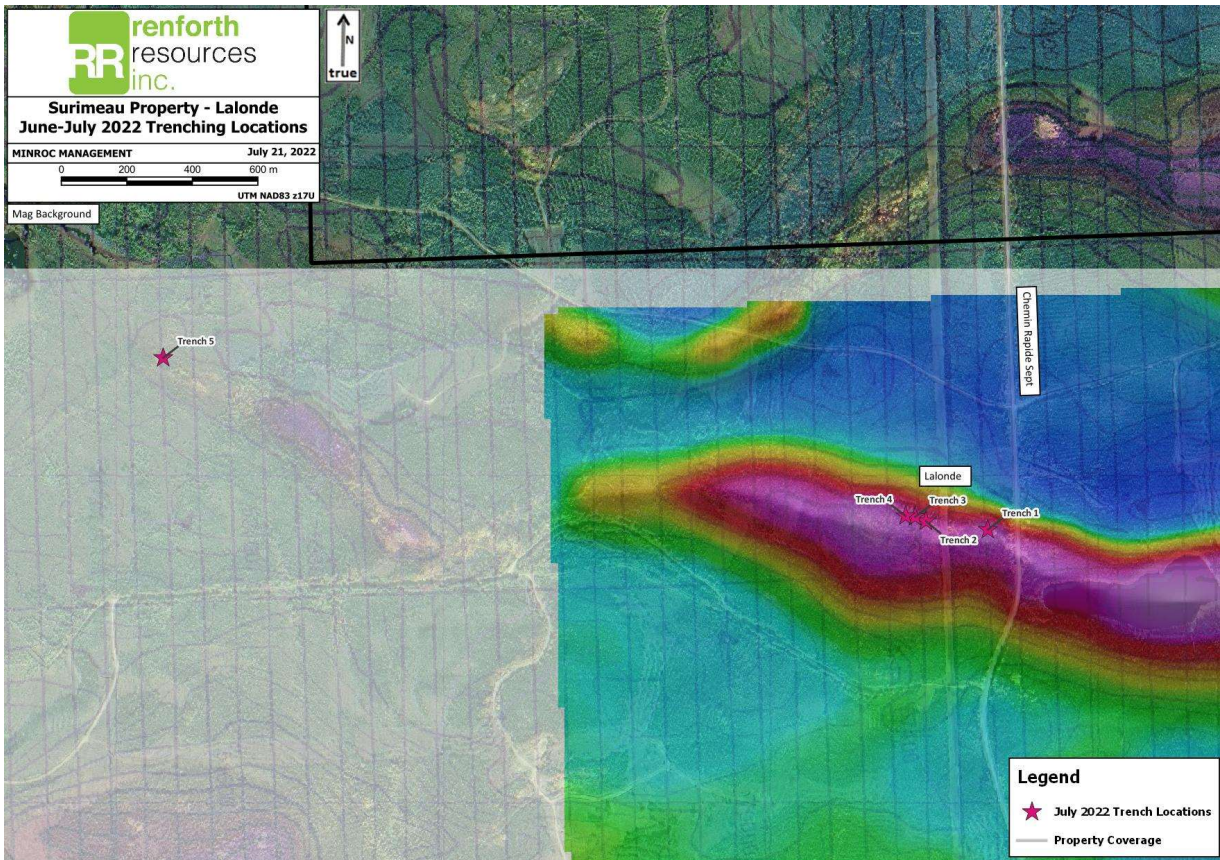 RR
renforth
resources
inc.
Surimeau Property - Lalonde
June-July 2022 Trenching Locations
MINROC MANAGEMENT July 21, 2022
0 200 400 600 m
UTM NAD83 z17U
Mag Background
N
true
Trench 5
Chemin Rapide Sept
Lalonde
Trench 4
Trench 3
Trench 1
Trench 2
Legend
July 2022 Trench Locations
Property Coverage